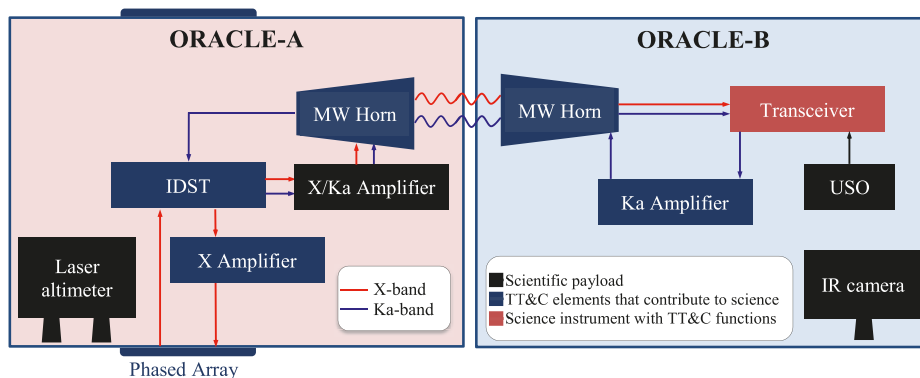 ORACLE-A
ORACLE-B
MW Horn
MW Horn
Transceiver
IDST
X/Ka Amplifier
Ka Amplifier
USO
X Amplifier
Laser
altimeter
X-band
Ka-band
Scientific payload
TT&C elements that contribute to science
Science instrument with TT&C functions
IR camera
Phased Array